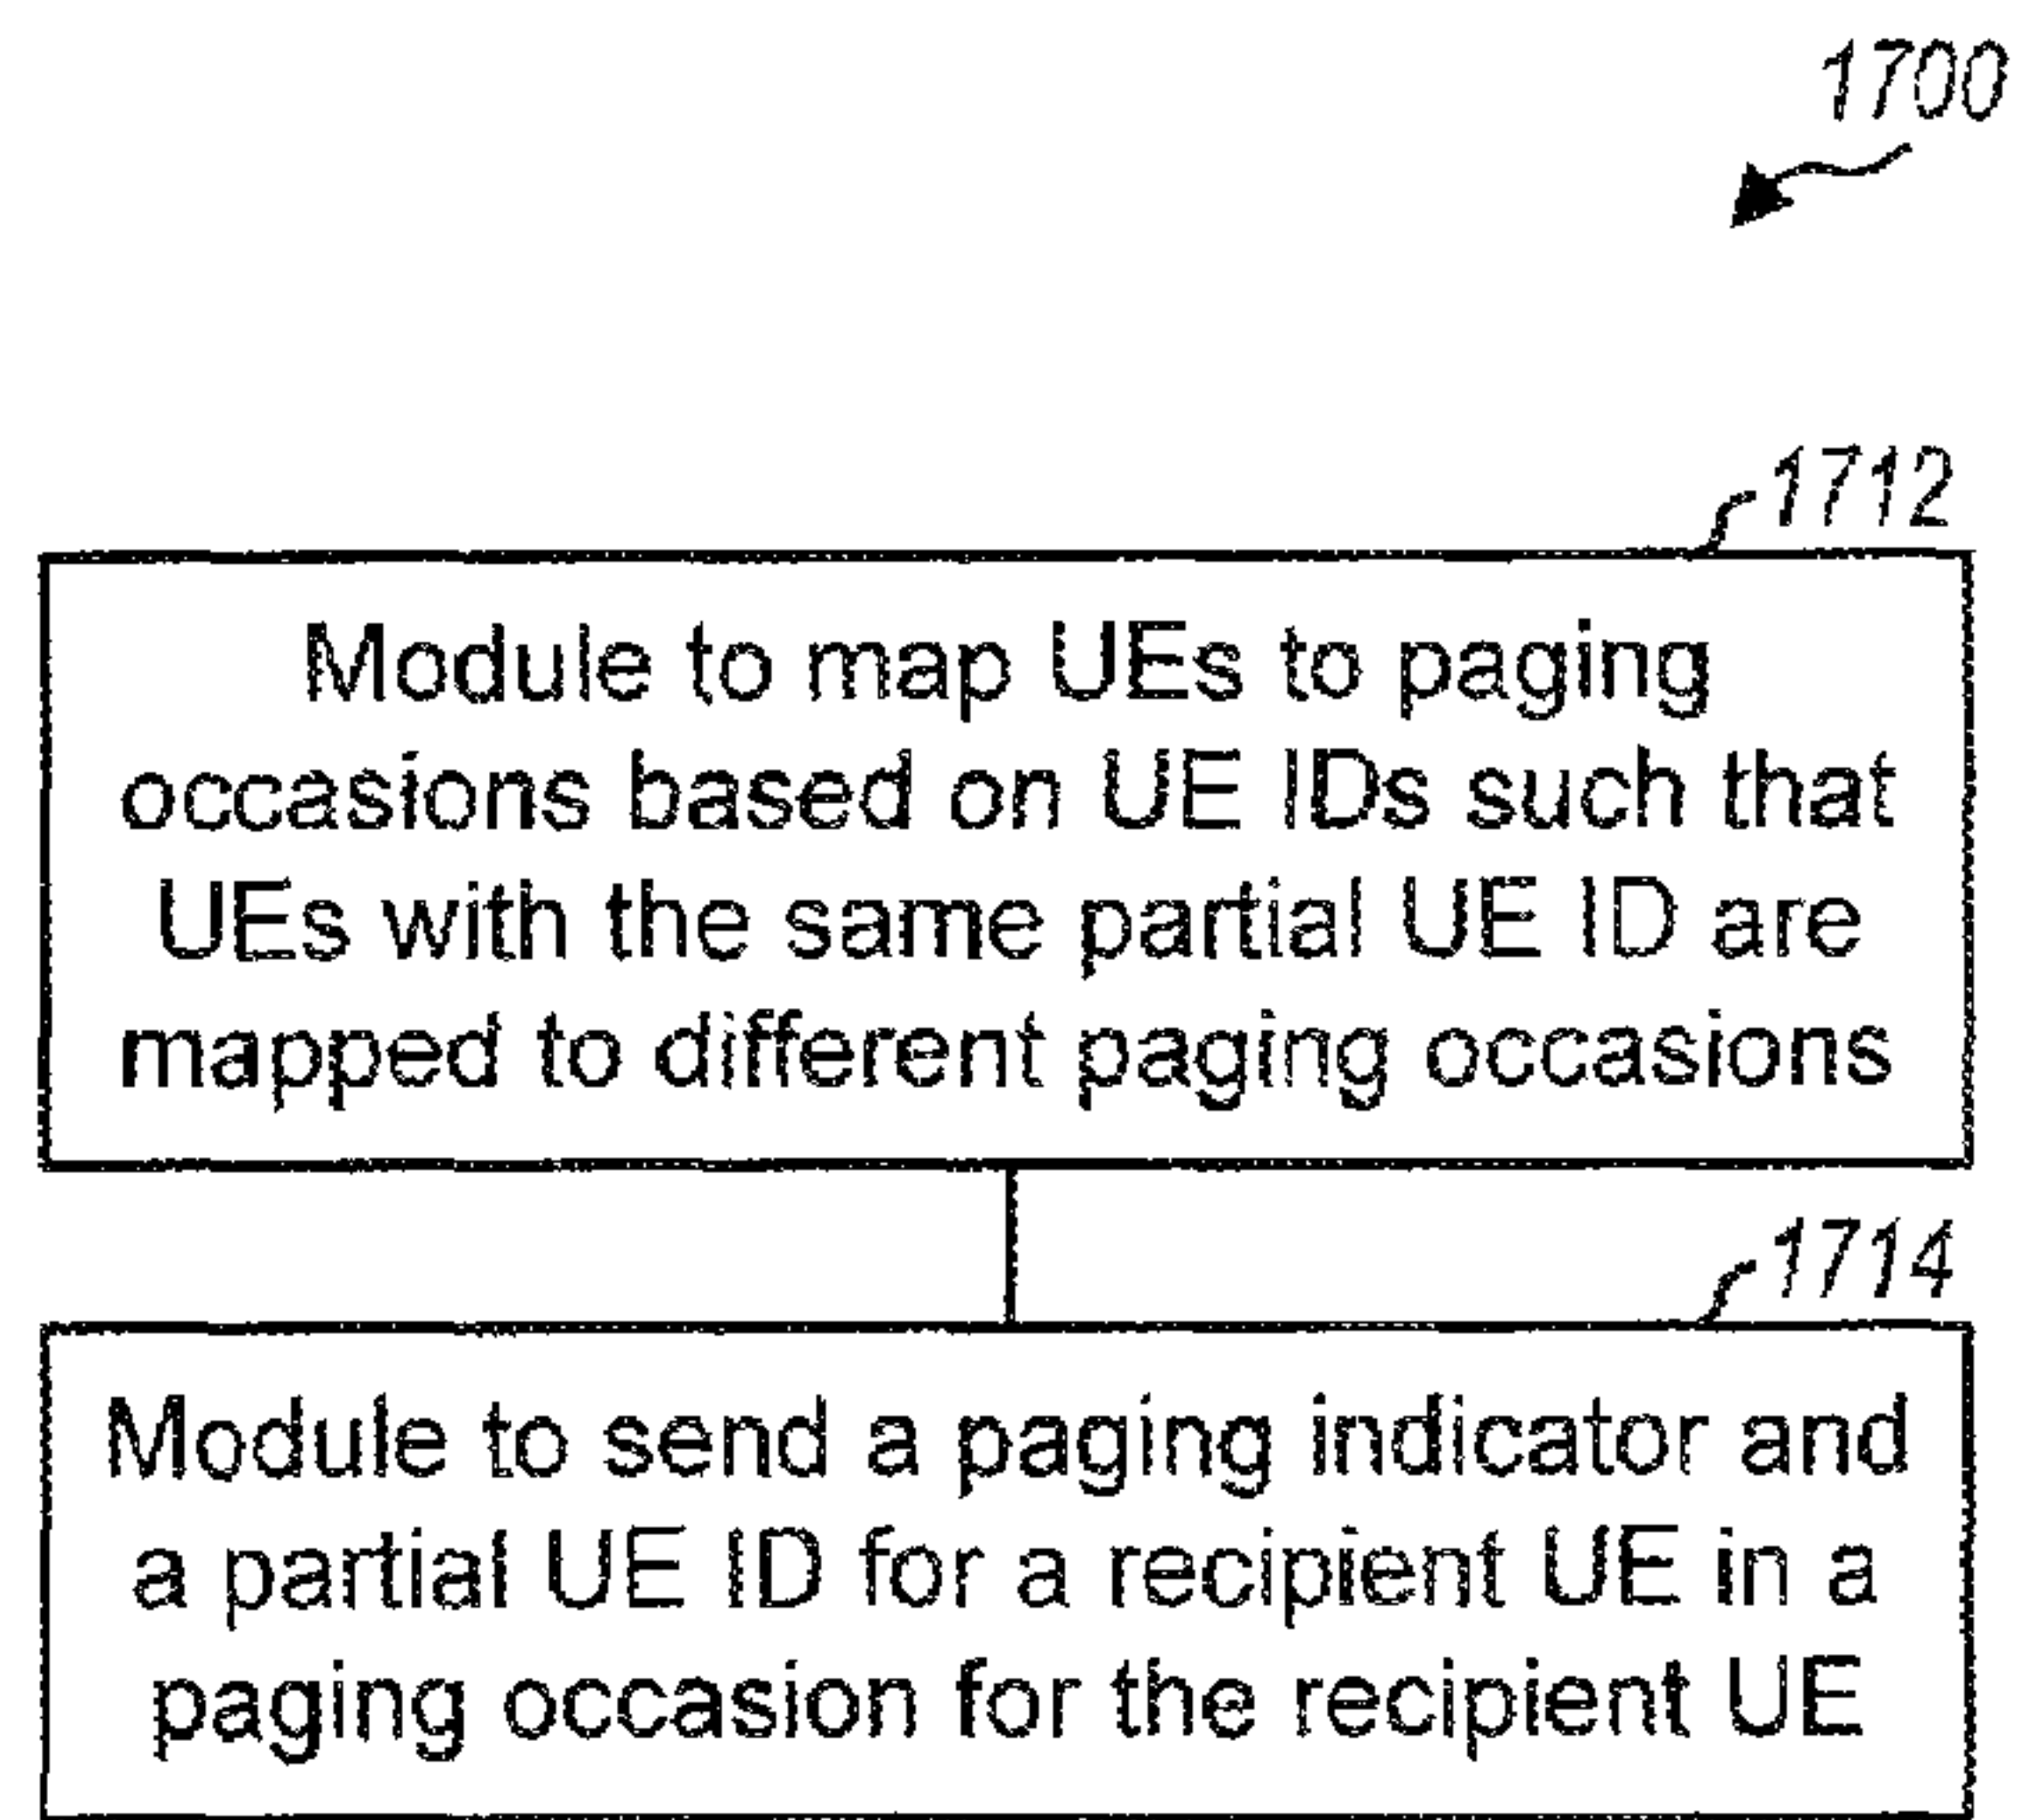 1700
1712
Module to map UEs to paging
occasions based on UE IDs such that
UEs with the same partial UE ID are
mapped to different paging occasions
1714
Module to send a paging indicator and
a partial UE ID for a recipient UE in a
paging occasion for the recipient UE